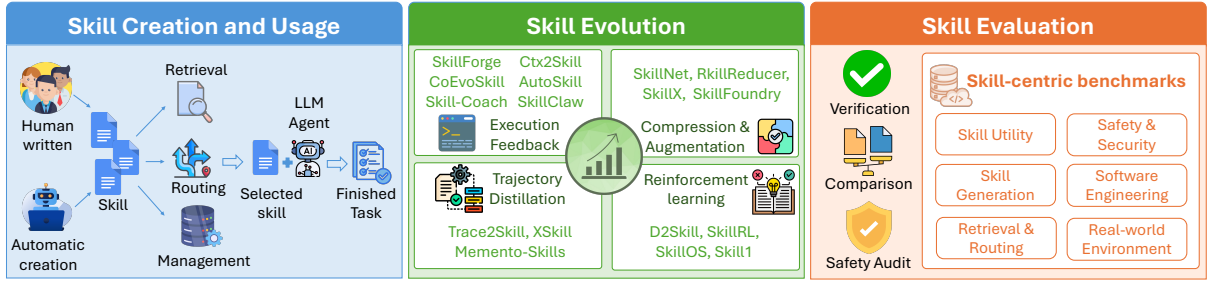 Skill Creation and Usage
Human
written
Automatic
creation
Skill
Retrieval
Routing
Management
Selected
skill
LLM
Agent
AI
Finished
Task
Skill Evolution
SkillForge Ctx2Skill
CoEvoSkill AutoSkill
Skill-Coach SkillClaw
>_
Execution
Feedback
SkillNet, RkillReducer,
SkillX, SkillFoundry
Compression &
Augmentation
Trajectory
Distillation
Trace2Skill, XSkill
Memento-Skills
Reinforcement
learning
D2Skill, SkillRL,
SkillOS, Skill1
Skill Evaluation
Verification
Comparison
Safety Audit
Skill-centric benchmarks
Skill Utility
Safety &
Security
Skill
Generation
Software
Engineering
Retrieval &
Routing
Real-world
Environment